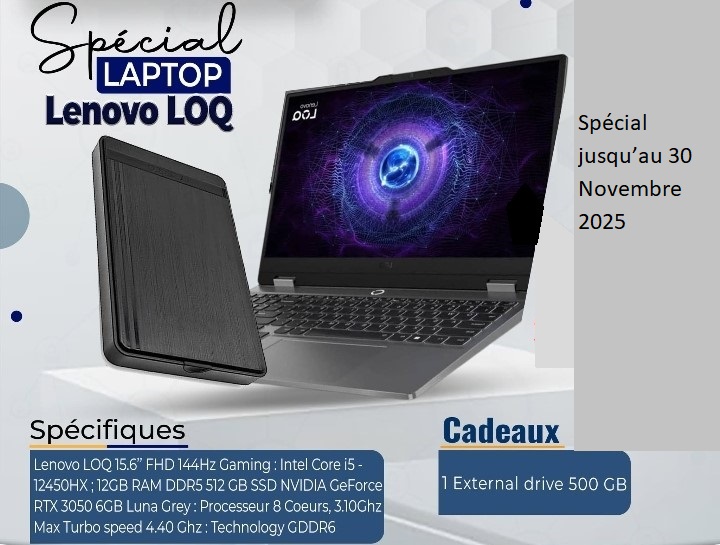 Spécial
LAPTOP
Lenovo LOQ
Lenovo
LOQ
Spécial
jusqu’au 30
Novembre
2025
Spécifiques
Lenovo LOQ 15.6” FHD 144Hz Gaming : Intel Core i5 -
12450HX ; 12GB RAM DDR5 512 GB SSD NVIDIA GeForce
RTX 3050 6GB Luna Grey : Processeur 8 Coeurs, 3.10Ghz
Max Turbo speed 4.40 Ghz : Technology GDDR6
Cadeaux
1 External drive 500 GB